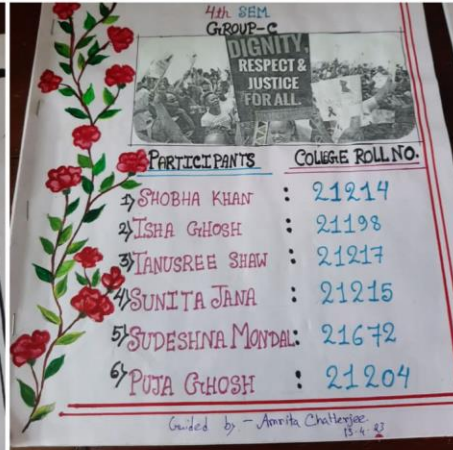 4th SEM
GROUP-C
DIGNITY,
RESPECT &
JUSTICE
FOR ALL.
PARTICIPANTS COLLEGE ROLL NO.
1) SHOBHA KHAN : 21214
2) ISHA GHOSH : 21198
3) TANUSREE SHAW : 21217
4) SUNITA JANA : 21215
5) SUDESHNA MONDAL: 21672
6) PUJA GHOSH : 21204
Guided by - Amrita Chatterjee
13-4-23